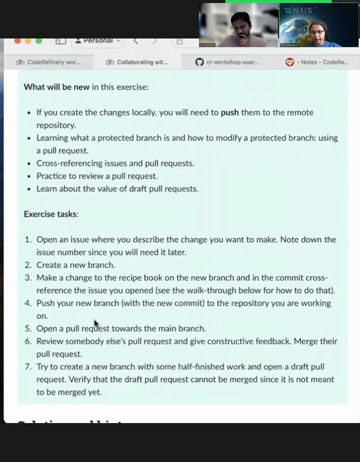 NRIS
Personal
CodeRefinery wor...
Collaborating wit...
cr-workshop-exer...
Notes - CodeRe...
What will be new in this exercise:
• If you create the changes locally, you will need to push them to the remote
repository.
• Learning what a protected branch is and how to modify a protected branch: using
a pull request.
• Cross-referencing issues and pull requests.
• Practice to review a pull request.
• Learn about the value of draft pull requests.
Exercise tasks:
1. Open an issue where you describe the change you want to make. Note down the
issue number since you will need it later.
2. Create a new branch.
3. Make a change to the recipe book on the new branch and in the commit cross-
reference the issue you opened (see the walk-through below for how to do that).
4. Push your new branch (with the new commit) to the repository you are working
on.
5. Open a pull request towards the main branch.
6. Review somebody else's pull request and give constructive feedback. Merge their
pull request.
7. Try to create a new branch with some half-finished work and open a draft pull
request. Verify that the draft pull request cannot be merged since it is not meant
to be merged yet.